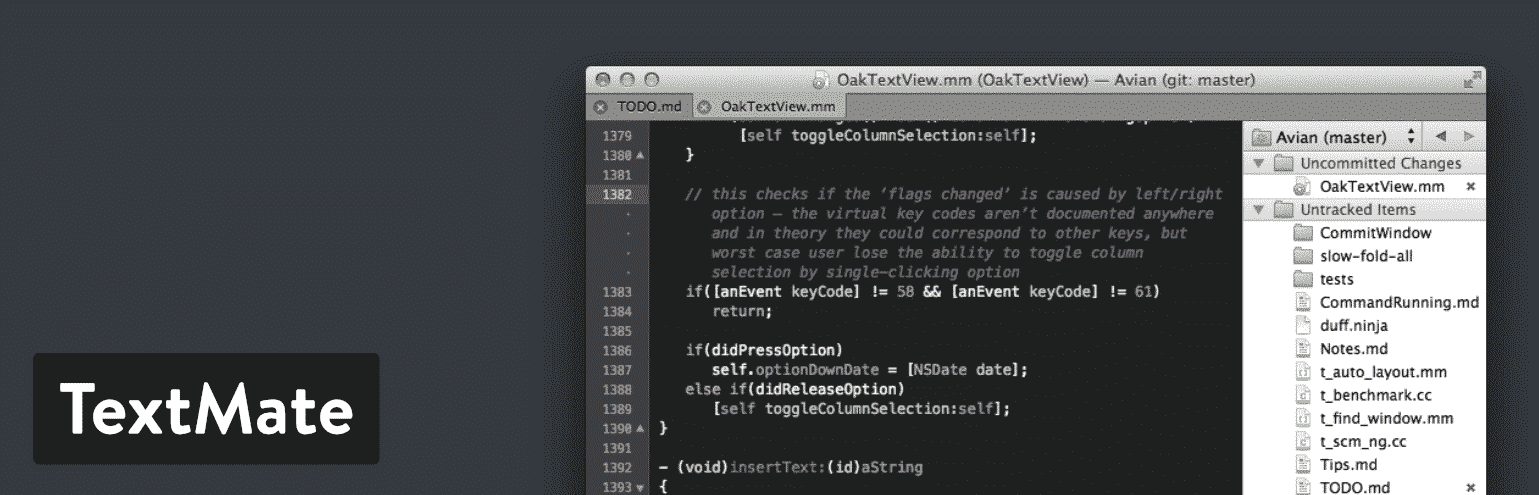 OakTextView.mm (OakTextView) — Avian (git: master)
TODO.md OakTextView.mm
1379 [self toggleColumnSelection:self];
1380 }
1381
1382 // this checks if the ‘flags changed’ is caused by left/right
option — the virtual key codes aren’t documented anywhere
and in theory they could correspond to other keys, but
worst case user lose the ability to toggle column
selection by single-clicking option
1383 if([anEvent keyCode] != 58 && [anEvent keyCode] != 61)
1384 return;
1385
1386 if(didPressOption)
1387 self.optionDownDate = [NSDate date];
1388 else if(didReleaseOption)
1389 [self toggleColumnSelection:self];
1390 }
1391
1392 - (void)insertText:(id)aString
1393 {
Avian (master)
Uncommitted Changes
OakTextView.mm
Untracked Items
CommitWindow
slow-fold-all
tests
CommandRunning.md
duff.ninja
Notes.md
t_auto_layout.mm
t_benchmark.cc
t_find_window.mm
t_scm_ng.cc
Tips.md
TODO.md
TextMate